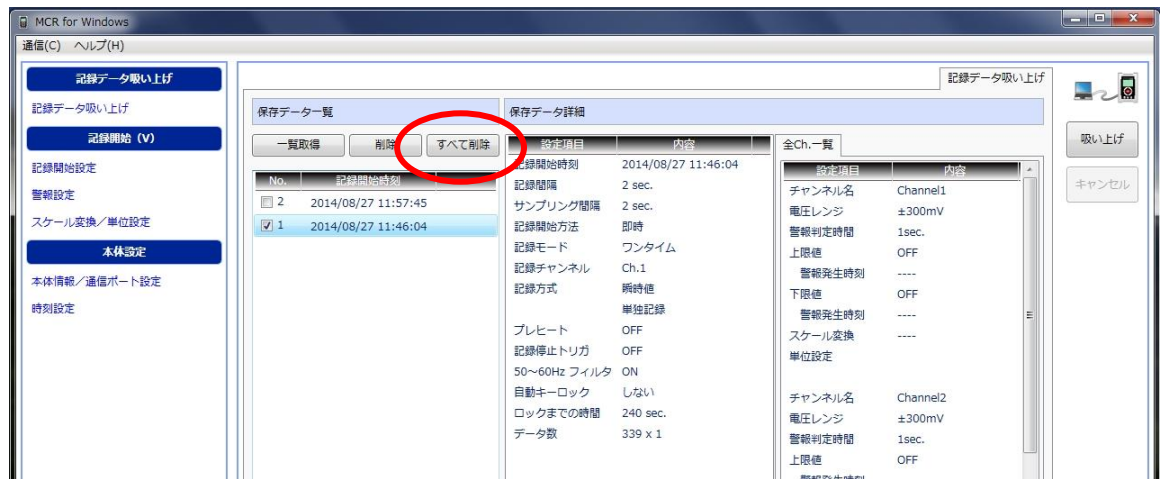 MCR for Windows
通信(C) ヘルプ(H)
記録データ吸い上げ
記録データ吸い上げ
記録開始 (V)
記録開始設定
警報設定
スケール変換／単位設定
本体設定
本体情報／通信ポート設定
時刻設定
記録データ吸い上げ
保存データ一覧
一覧取得 削除 すべて削除
No. 記録開始時刻
2 2014/08/27 11:57:45
1 2014/08/27 11:46:04
保存データ詳細
設定項目 内容
記録開始時刻 2014/08/27 11:46:04
記録間隔 2 sec.
サンプリング間隔 2 sec.
記録開始方法 即時
記録モード ワンタイム
記録チャンネル Ch.1
記録方式 瞬時値
単独記録
プレヒート OFF
記録停止トリガ OFF
50～60Hz フィルタ ON
自動キーロック しない
ロックまでの時間 240 sec.
データ数 339 x 1
全Ch.一覧
設定項目 内容
チャンネル名 Channel1
電圧レンジ ±300mV
警報判定時間 1sec.
上限値 OFF
警報発生時刻 ----
下限値 OFF
警報発生時刻 ----
スケール変換 ----
単位設定
チャンネル名 Channel2
電圧レンジ ±300mV
警報判定時間 1sec.
上限値 OFF
吸い上げ
キャンセル